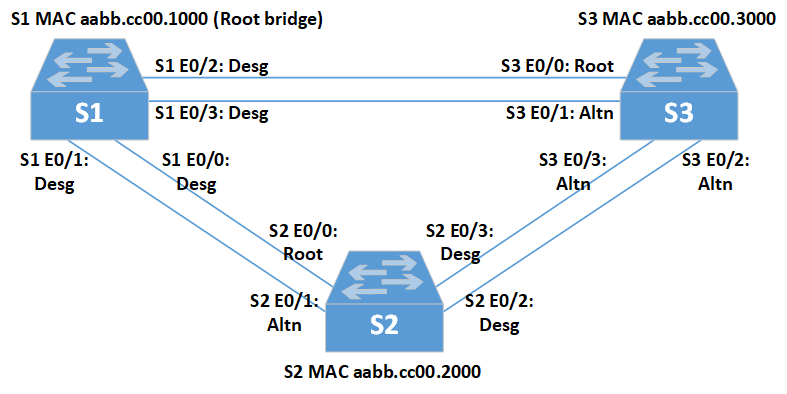 S1 MAC aabb.cc00.1000 (Root bridge)
S3 MAC aabb.cc00.3000
S1 E0/2: Desg
S3 E0/0: Root
S1
S1 E0/3: Desg
S3 E0/1: Altn
S3
S1 E0/1:
Desg
S1 E0/0:
Desg
S3 E0/3:
Altn
S3 E0/2:
Altn
S2 E0/0:
Root
S2 E0/3:
Desg
S2 E0/1:
Altn
S2
S2 E0/2:
Desg
S2 MAC aabb.cc00.2000